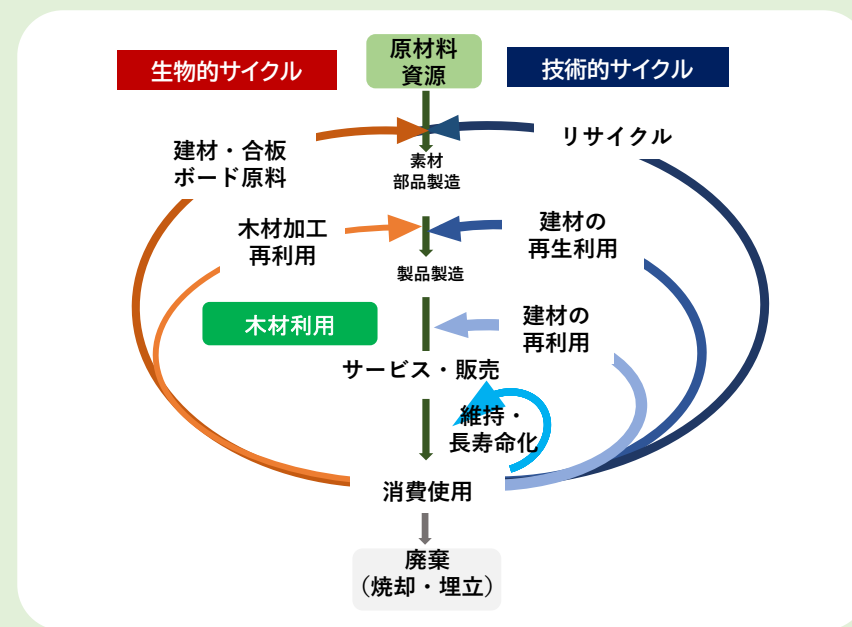 生物的サイクル
原材料
資源
技術的サイクル
建材・合板
ボード原料
リサイクル
素材
部品製造
木材加工
再利用
建材の
再生利用
製品製造
木材利用
建材の
再利用
サービス・販売
維持・
長寿命化
消費使用
廃棄
（焼却・埋立）